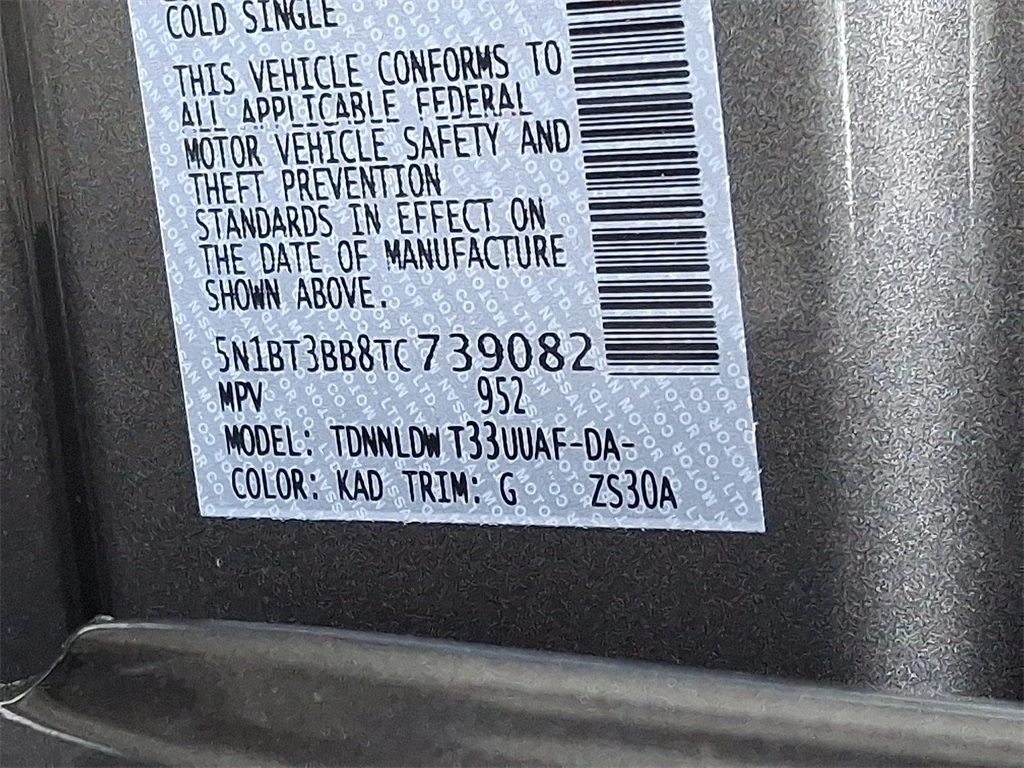 COLD SINGLE
THIS VEHICLE CONFORMS TO
ALL APPLICABLE FEDERAL
MOTOR VEHICLE SAFETY AND
THEFT PREVENTION
STANDARDS IN EFFECT ON
THE DATE OF MANUFACTURE
SHOWN ABOVE.
5N1BT3BB8TC739082
MPV 952
MODEL: TDNNLDW T33UUAF-DA-
COLOR: KAD TRIM: G ZS30A